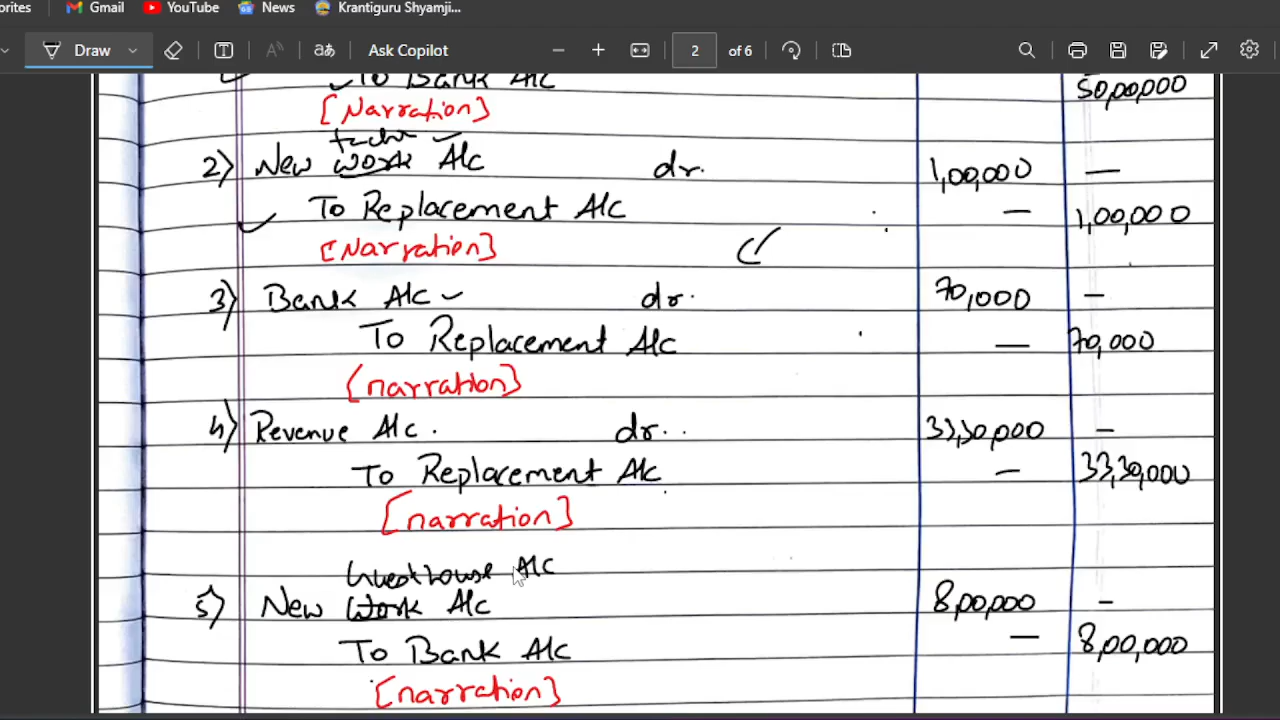 orites Gmail YouTube News Krantiguru Shyamji...
Draw Ask Copilot 2 of 6
To Bank A/c 50,00,000
[Narration]
2) New work A/c dr. 1,00,000 —
To Replacement A/c — 1,00,000
[Narration]
3) Bank A/c dr. 70,000 —
To Replacement A/c — 70,000
(narration]
4) Revenue A/c. dr.. 33,30,000 —
To Replacement A/c — 33,30,000
[narration]
Guesthouse A/c
5) New work A/c 8,00,000 —
To Bank A/c — 8,00,000
[narration]